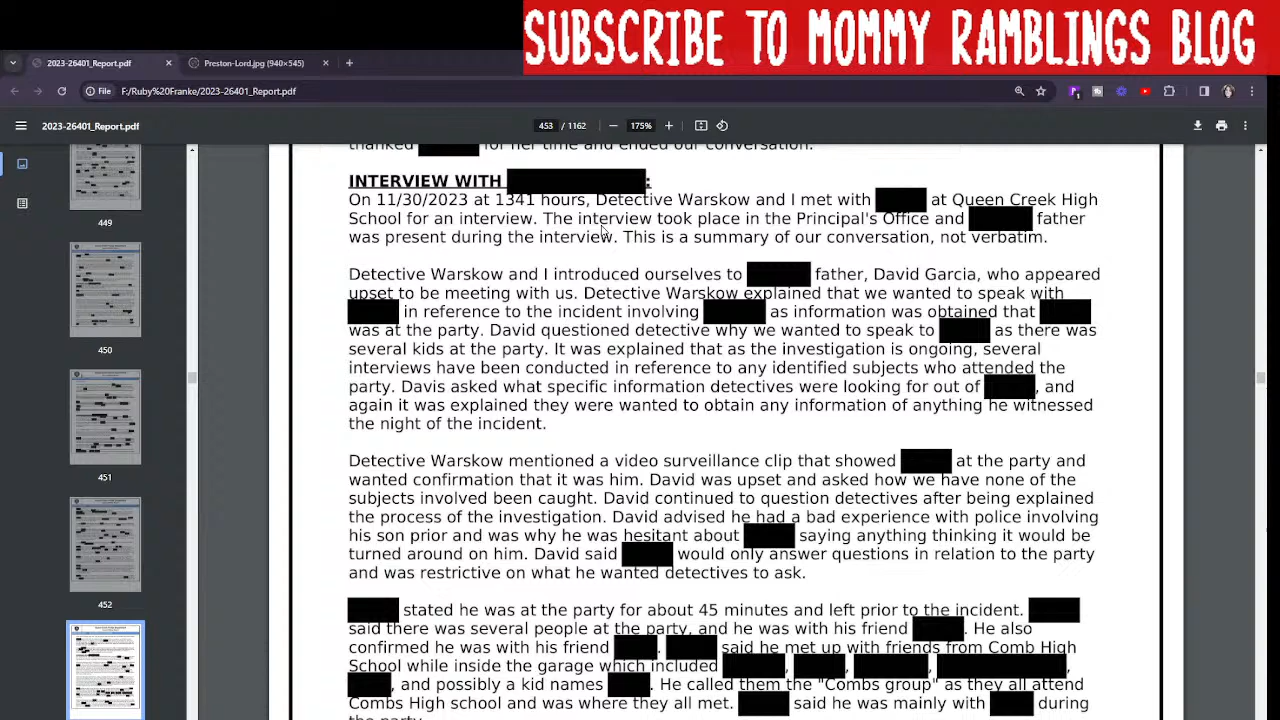 SUBSCRIBE TO MOMMY RAMBLINGS BLOG
2023-26401_Report.pdf
Preston-Lord.jpg (940×545)
File F:/Ruby%20Franke/2023-26401_Report.pdf
2023-26401_Report.pdf
453 / 1162
175%
thanked for her time and ended our conversation.
INTERVIEW WITH :
On 11/30/2023 at 1341 hours, Detective Warskow and I met with at Queen Creek High
School for an interview. The interview took place in the Principal's Office and father
was present during the interview. This is a summary of our conversation, not verbatim.
Detective Warskow and I introduced ourselves to father, David Garcia, who appeared
upset to be meeting with us. Detective Warskow explained that we wanted to speak with
in reference to the incident involving as information was obtained that
was at the party. David questioned detective why we wanted to speak to as there was
several kids at the party. It was explained that as the investigation is ongoing, several
interviews have been conducted in reference to any identified subjects who attended the
party. Davis asked what specific information detectives were looking for out of , and
again it was explained they were wanted to obtain any information of anything he witnessed
the night of the incident.
Detective Warskow mentioned a video surveillance clip that showed at the party and
wanted confirmation that it was him. David was upset and asked how we have none of the
subjects involved been caught. David continued to question detectives after being explained
the process of the investigation. David advised he had a bad experience with police involving
his son prior and was why he was hesitant about saying anything thinking it would be
turned around on him. David said would only answer questions in relation to the party
and was restrictive on what he wanted detectives to ask.
stated he was at the party for about 45 minutes and left prior to the incident.
said there were several people at the party, and he was with his friend . He also
confirmed he was with his friend . said he met up with friends from Comb High
School while inside the garage which included , , , ,
, and possibly a kid names . He called them the "Combs group" as they all attend
Combs High school and was where they all met. said he was mainly with during
the party.
449
450
451
452